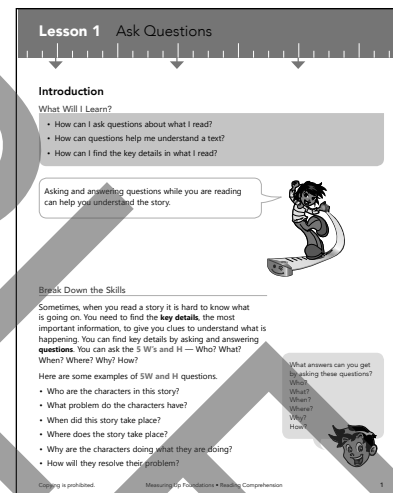 Lesson 1 Ask Questions
Introduction
What Will I Learn?
• How can I ask questions about what I read?
• How can questions help me understand a text?
• How can I find the key details in what I read?
Asking and answering questions while you are reading
can help you understand the story.
Break Down the Skills
Sometimes, when you read a story it is hard to know what
is going on. You need to find the key details, the most
important information, to give you clues to understand what is
happening. You can find key details by asking and answering
questions. You can ask the 5 W's and H — Who? What?
When? Where? Why? How?
Here are some examples of 5W and H questions.
• Who are the characters in this story?
• What problem do the characters have?
• When did this story take place?
• Where does the story take place?
• Why are the characters doing what they are doing?
• How will they resolve their problem?
What answers can you get
by asking these questions?
Who?
What?
When?
Where?
Why?
How?
Copying is prohibited. Measuring Up Foundations • Reading Comprehension 1